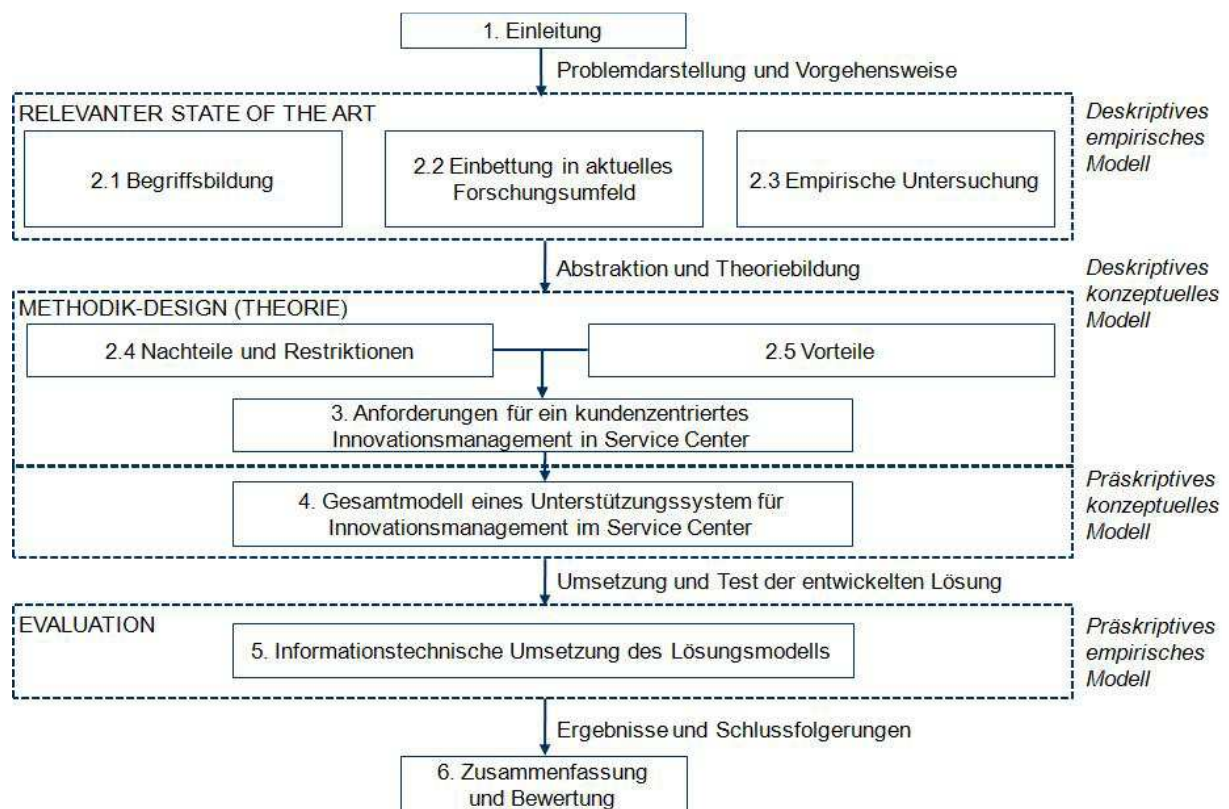 1. Einleitung
Problemdarstellung und Vorgehensweise
RELEVANTER STATE OF THE ART
Deskriptives
empirisches
Modell
2.1 Begriffsbildung
2.2 Einbettung in aktuelles
Forschungsumfeld
2.3 Empirische Untersuchung
Abstraktion und Theoriebildung
Deskriptives
konzeptuelles
Modell
METHODIK-DESIGN (THEORIE)
2.4 Nachteile und Restriktionen
2.5 Vorteile
3. Anforderungen für ein kundenzentriertes
Innovationsmanagement in Service Center
4. Gesamtmodell eines Unterstützungssystem für
Innovationsmanagement im Service Center
Präskriptives
konzeptuelles
Modell
Umsetzung und Test der entwickelten Lösung
EVALUATION
5. Informationstechnische Umsetzung des Lösungsmodells
Präskriptives
empirisches
Modell
Ergebnisse und Schlussfolgerungen
6. Zusammenfassung
und Bewertung